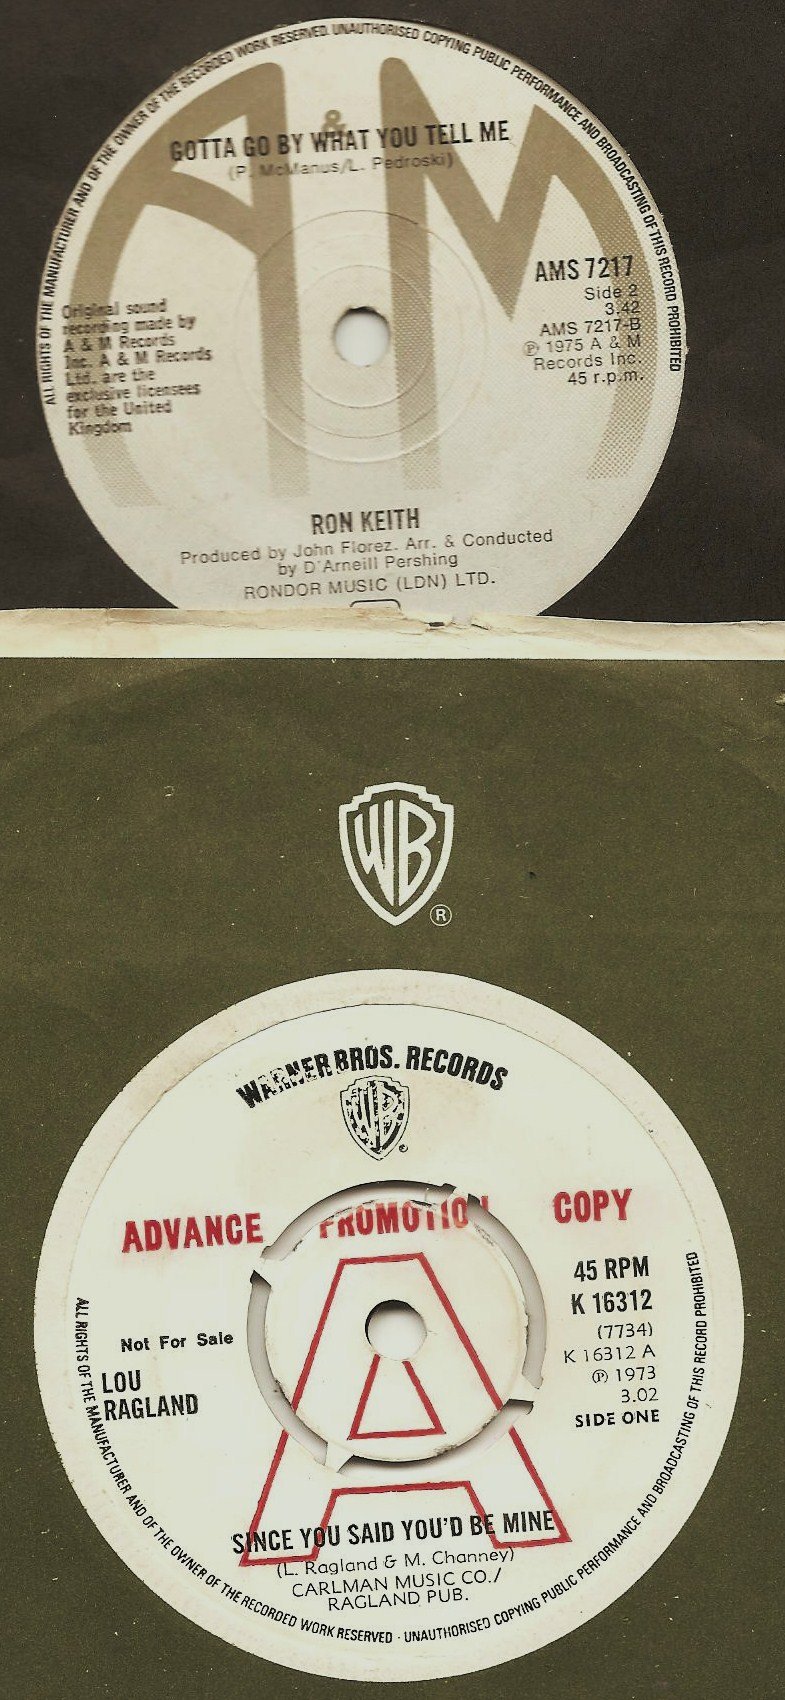 ALL RIGHTS OF THE MANUFACTURER AND OF THE OWNER OF THE RECORDED WORK RESERVED. UNAUTHORISED COPYING PUBLIC PERFORMANCE AND BROADCASTING OF THIS RECORD PROHIBITED
A&M
GOTTA GO BY WHAT YOU TELL ME
(P. McManus/L. Pedroski)
AMS 7217
Side 2
3.42
AMS 7217-B
Ⓟ 1975 A & M
Records Inc.
45 r.p.m.
Original sound
recording made by
A & M Records
Inc. A & M Records
Ltd. are the
exclusive licensees
for the United
Kingdom
RON KEITH
Produced by John Florez. Arr. & Conducted
by D'Arneill Pershing
RONDOR MUSIC (LDN) LTD.
WB
®
WARNER BROS. RECORDS
WB
ADVANCE PROMOTION COPY
45 RPM
K 16312
(7734)
K 16312 A
Ⓟ 1973
3.02
SIDE ONE
Not For Sale
LOU
RAGLAND
A
SINCE YOU SAID YOU'D BE MINE
(L. Ragland & M. Channey)
CARLMAN MUSIC CO./
RAGLAND PUB.
ALL RIGHTS OF THE MANUFACTURER AND OF THE OWNER OF THE RECORDED WORK RESERVED · UNAUTHORISED COPYING PUBLIC PERFORMANCE AND BROADCASTING OF THIS RECORD PROHIBITED